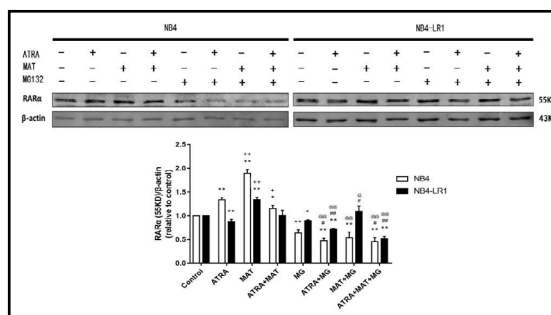 NB4 NB4-LR1
ATRA - + - + - + - + - + - + - + - +
MAT - - + + - - + + - - + + - - + +
MG132 - - - - + + + + - - - - + + + +
RARα 55K
β-actin 43K
RARα (55KD)/β-actin
(relative to control)
2.5
2.0
1.5
1.0
0.5
0.0
NB4
NB4-LR1
Control ATRA MAT ATRA+MAT MG ATRA+MG MAT+MG ATRA+MAT+MG